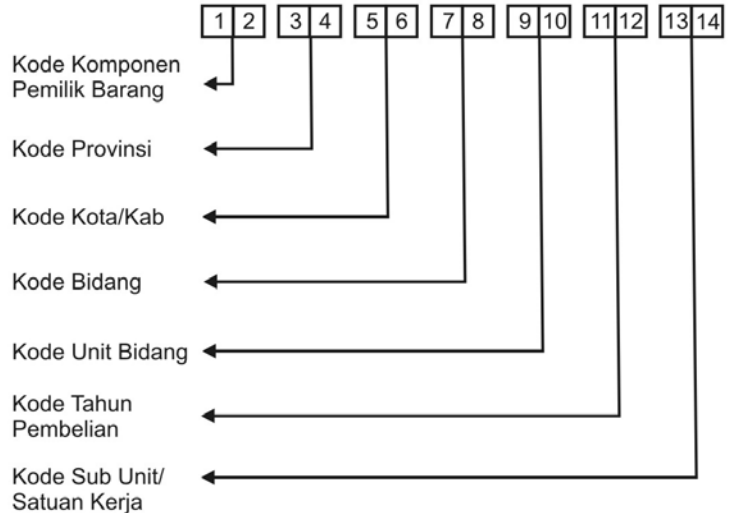 1 2 3 4 5 6 7 8 9 10 11 12 13 14
Kode Komponen
Pemilik Barang
Kode Provinsi
Kode Kota/Kab
Kode Bidang
Kode Unit Bidang
Kode Tahun
Pembelian
Kode Sub Unit/
Satuan Kerja